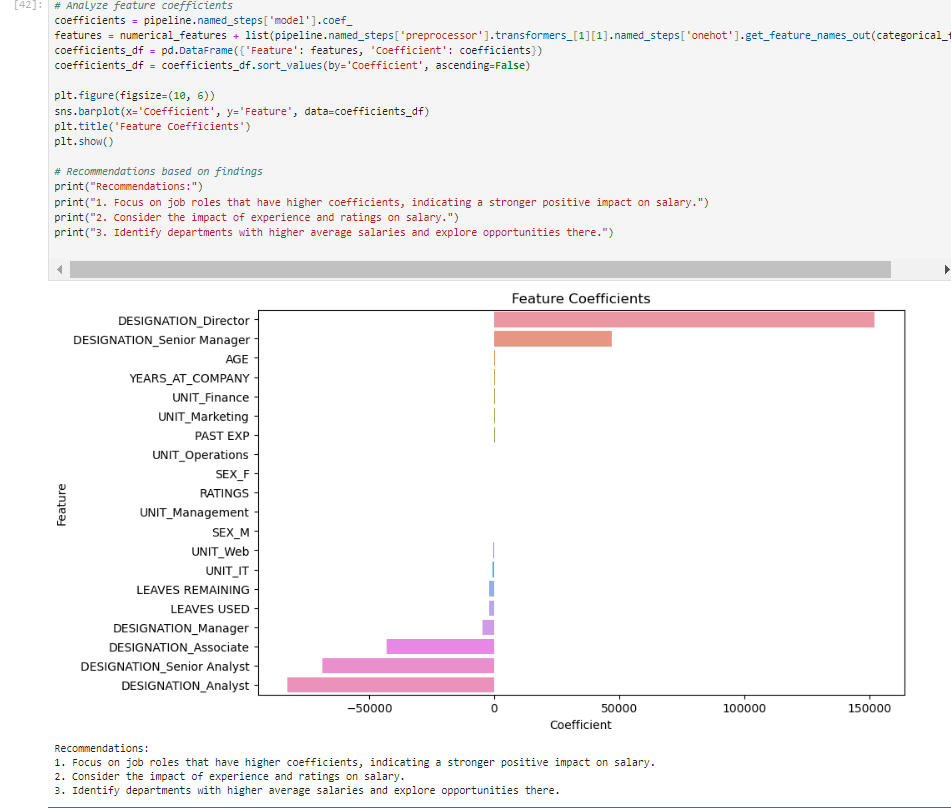 [42]:
# Analyze feature coefficients
coefficients = pipeline.named_steps['model'].coef_
features = numerical_features + list(pipeline.named_steps['preprocessor'].transformers_[1][1].named_steps['onehot'].get_feature_names_out(categorical_f
coefficients_df = pd.DataFrame({'Feature': features, 'Coefficient': coefficients})
coefficients_df = coefficients_df.sort_values(by='Coefficient', ascending=False)
plt.figure(figsize=(10, 6))
sns.barplot(x='Coefficient', y='Feature', data=coefficients_df)
plt.title('Feature Coefficients')
plt.show()
# Recommendations based on findings
print("Recommendations:")
print("1. Focus on job roles that have higher coefficients, indicating a stronger positive impact on salary.")
print("2. Consider the impact of experience and ratings on salary.")
print("3. Identify departments with higher average salaries and explore opportunities there.")
Feature Coefficients
DESIGNATION_Director
DESIGNATION_Senior Manager
AGE
YEARS_AT_COMPANY
UNIT_Finance
UNIT_Marketing
PAST EXP
UNIT_Operations
SEX_F
RATINGS
UNIT_Management
SEX_M
UNIT_Web
UNIT_IT
LEAVES REMAINING
LEAVES USED
DESIGNATION_Manager
DESIGNATION_Associate
DESIGNATION_Senior Analyst
DESIGNATION_Analyst
Feature
−50000 0 50000 100000 150000
Coefficient
Recommendations:
1. Focus on job roles that have higher coefficients, indicating a stronger positive impact on salary.
2. Consider the impact of experience and ratings on salary.
3. Identify departments with higher average salaries and explore opportunities there.